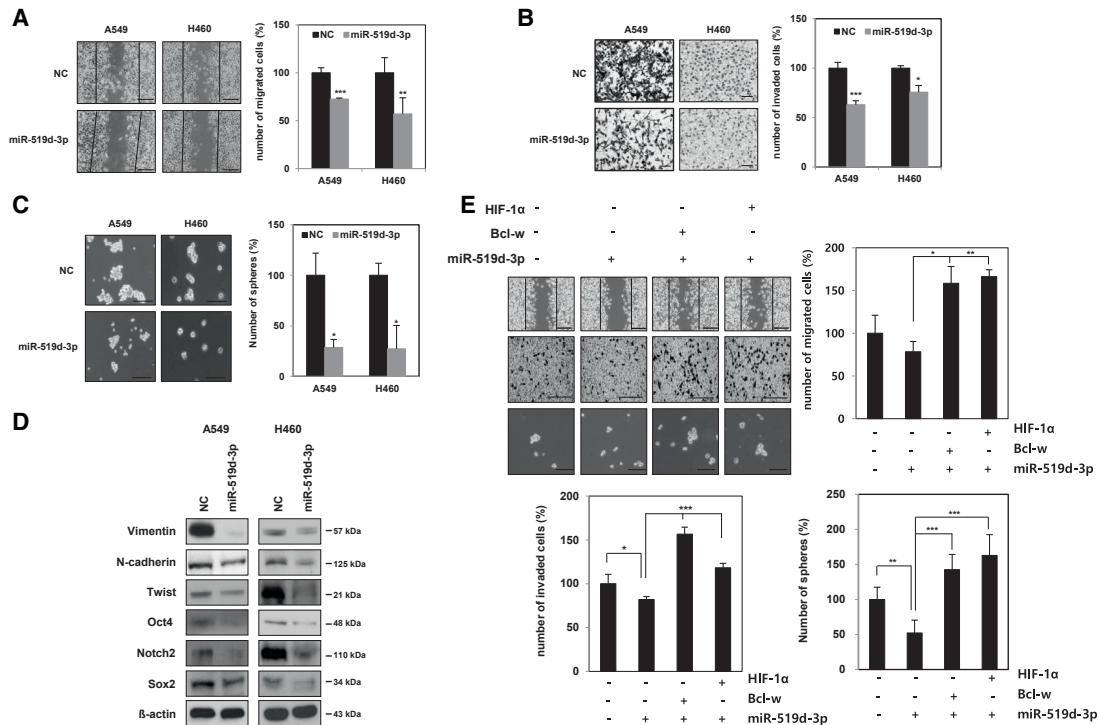 A
A549 H460
NC
miR-519d-3p
number of migrated cells (%)
150
100
50
0
NC miR-519d-3p
*** **
A549 H460
B
A549 H460
NC
miR-519d-3p
number of invaded cells (%)
150
125
100
75
50
25
0
NC miR-519d-3p
*** *
A549 H460
C
A549 H460
NC
miR-519d-3p
Number of spheres (%)
150
100
50
0
NC miR-519d-3p
* *
A549 H460
D
A549 H460
NC miR-519d-3p NC miR-519d-3p
Vimentin – 57 kDa
N-cadherin – 125 kDa
Twist – 21 kDa
Oct4 – 48 kDa
Notch2 – 110 kDa
Sox2 – 34 kDa
ß-actin – 43 kDa
E
HIF-1α - - - +
Bcl-w - - + -
miR-519d-3p - + + +
number of migrated cells (%)
200
150
100
50
0
* **
- - - + HIF-1α
- - + - Bcl-w
- + + + miR-519d-3p
number of invaded cells (%)
200
150
100
50
0
* ***
- - - + HIF-1α
- - + - Bcl-w
- + + + miR-519d-3p
Number of spheres (%)
250
200
150
100
50
0
** *** ***
- - - + HIF-1α
- - + - Bcl-w
- + + + miR-519d-3p